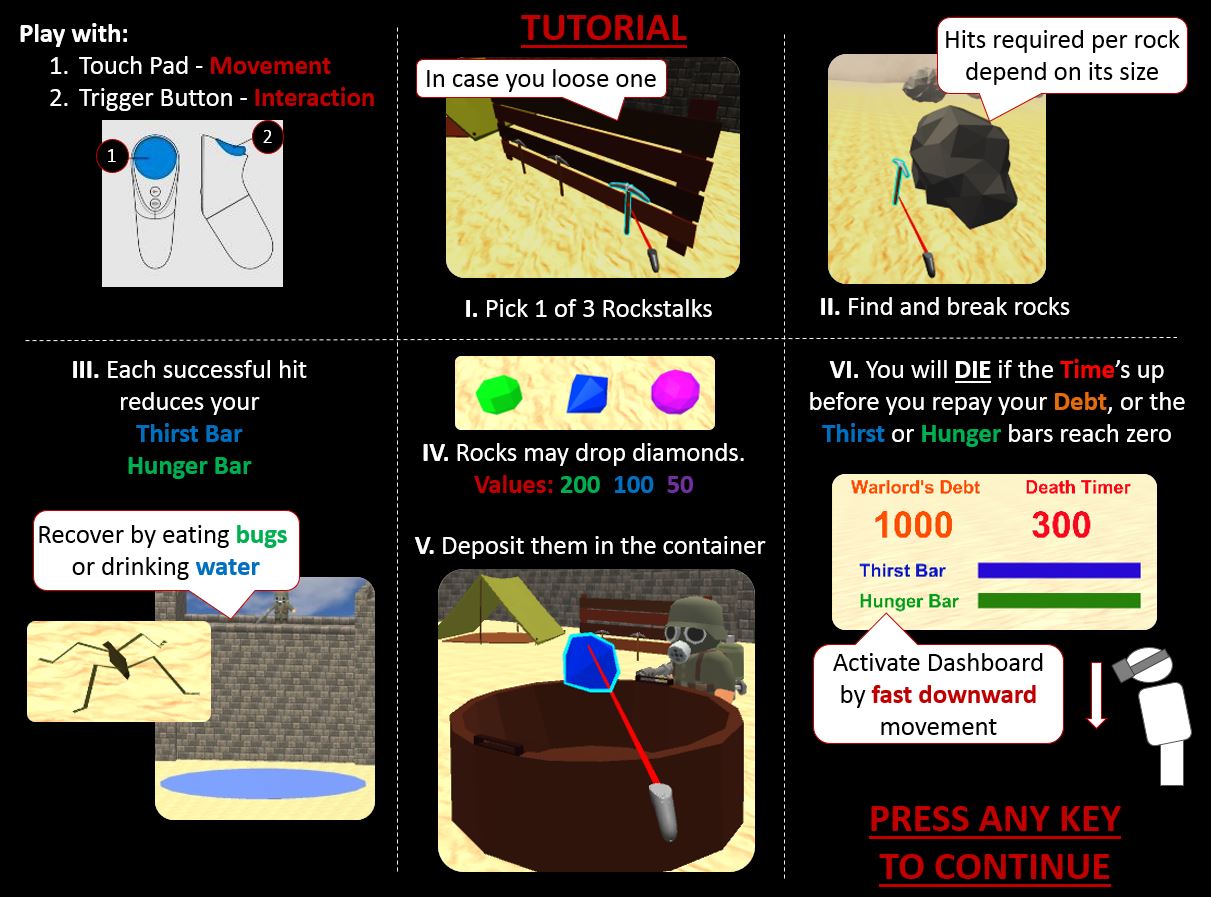 TUTORIAL
Play with:
1. Touch Pad - Movement
2. Trigger Button - Interaction
1
2
In case you loose one
I. Pick 1 of 3 Rockstalks
Hits required per rock
depend on its size
II. Find and break rocks
III. Each successful hit
reduces your
Thirst Bar
Hunger Bar
Recover by eating bugs
or drinking water
IV. Rocks may drop diamonds.
Values: 200 100 50
V. Deposit them in the container
VI. You will DIE if the Time's up
before you repay your Debt, or the
Thirst or Hunger bars reach zero
Warlord's Debt Death Timer
1000 300
Thirst Bar
Hunger Bar
Activate Dashboard
by fast downward
movement
PRESS ANY KEY
TO CONTINUE